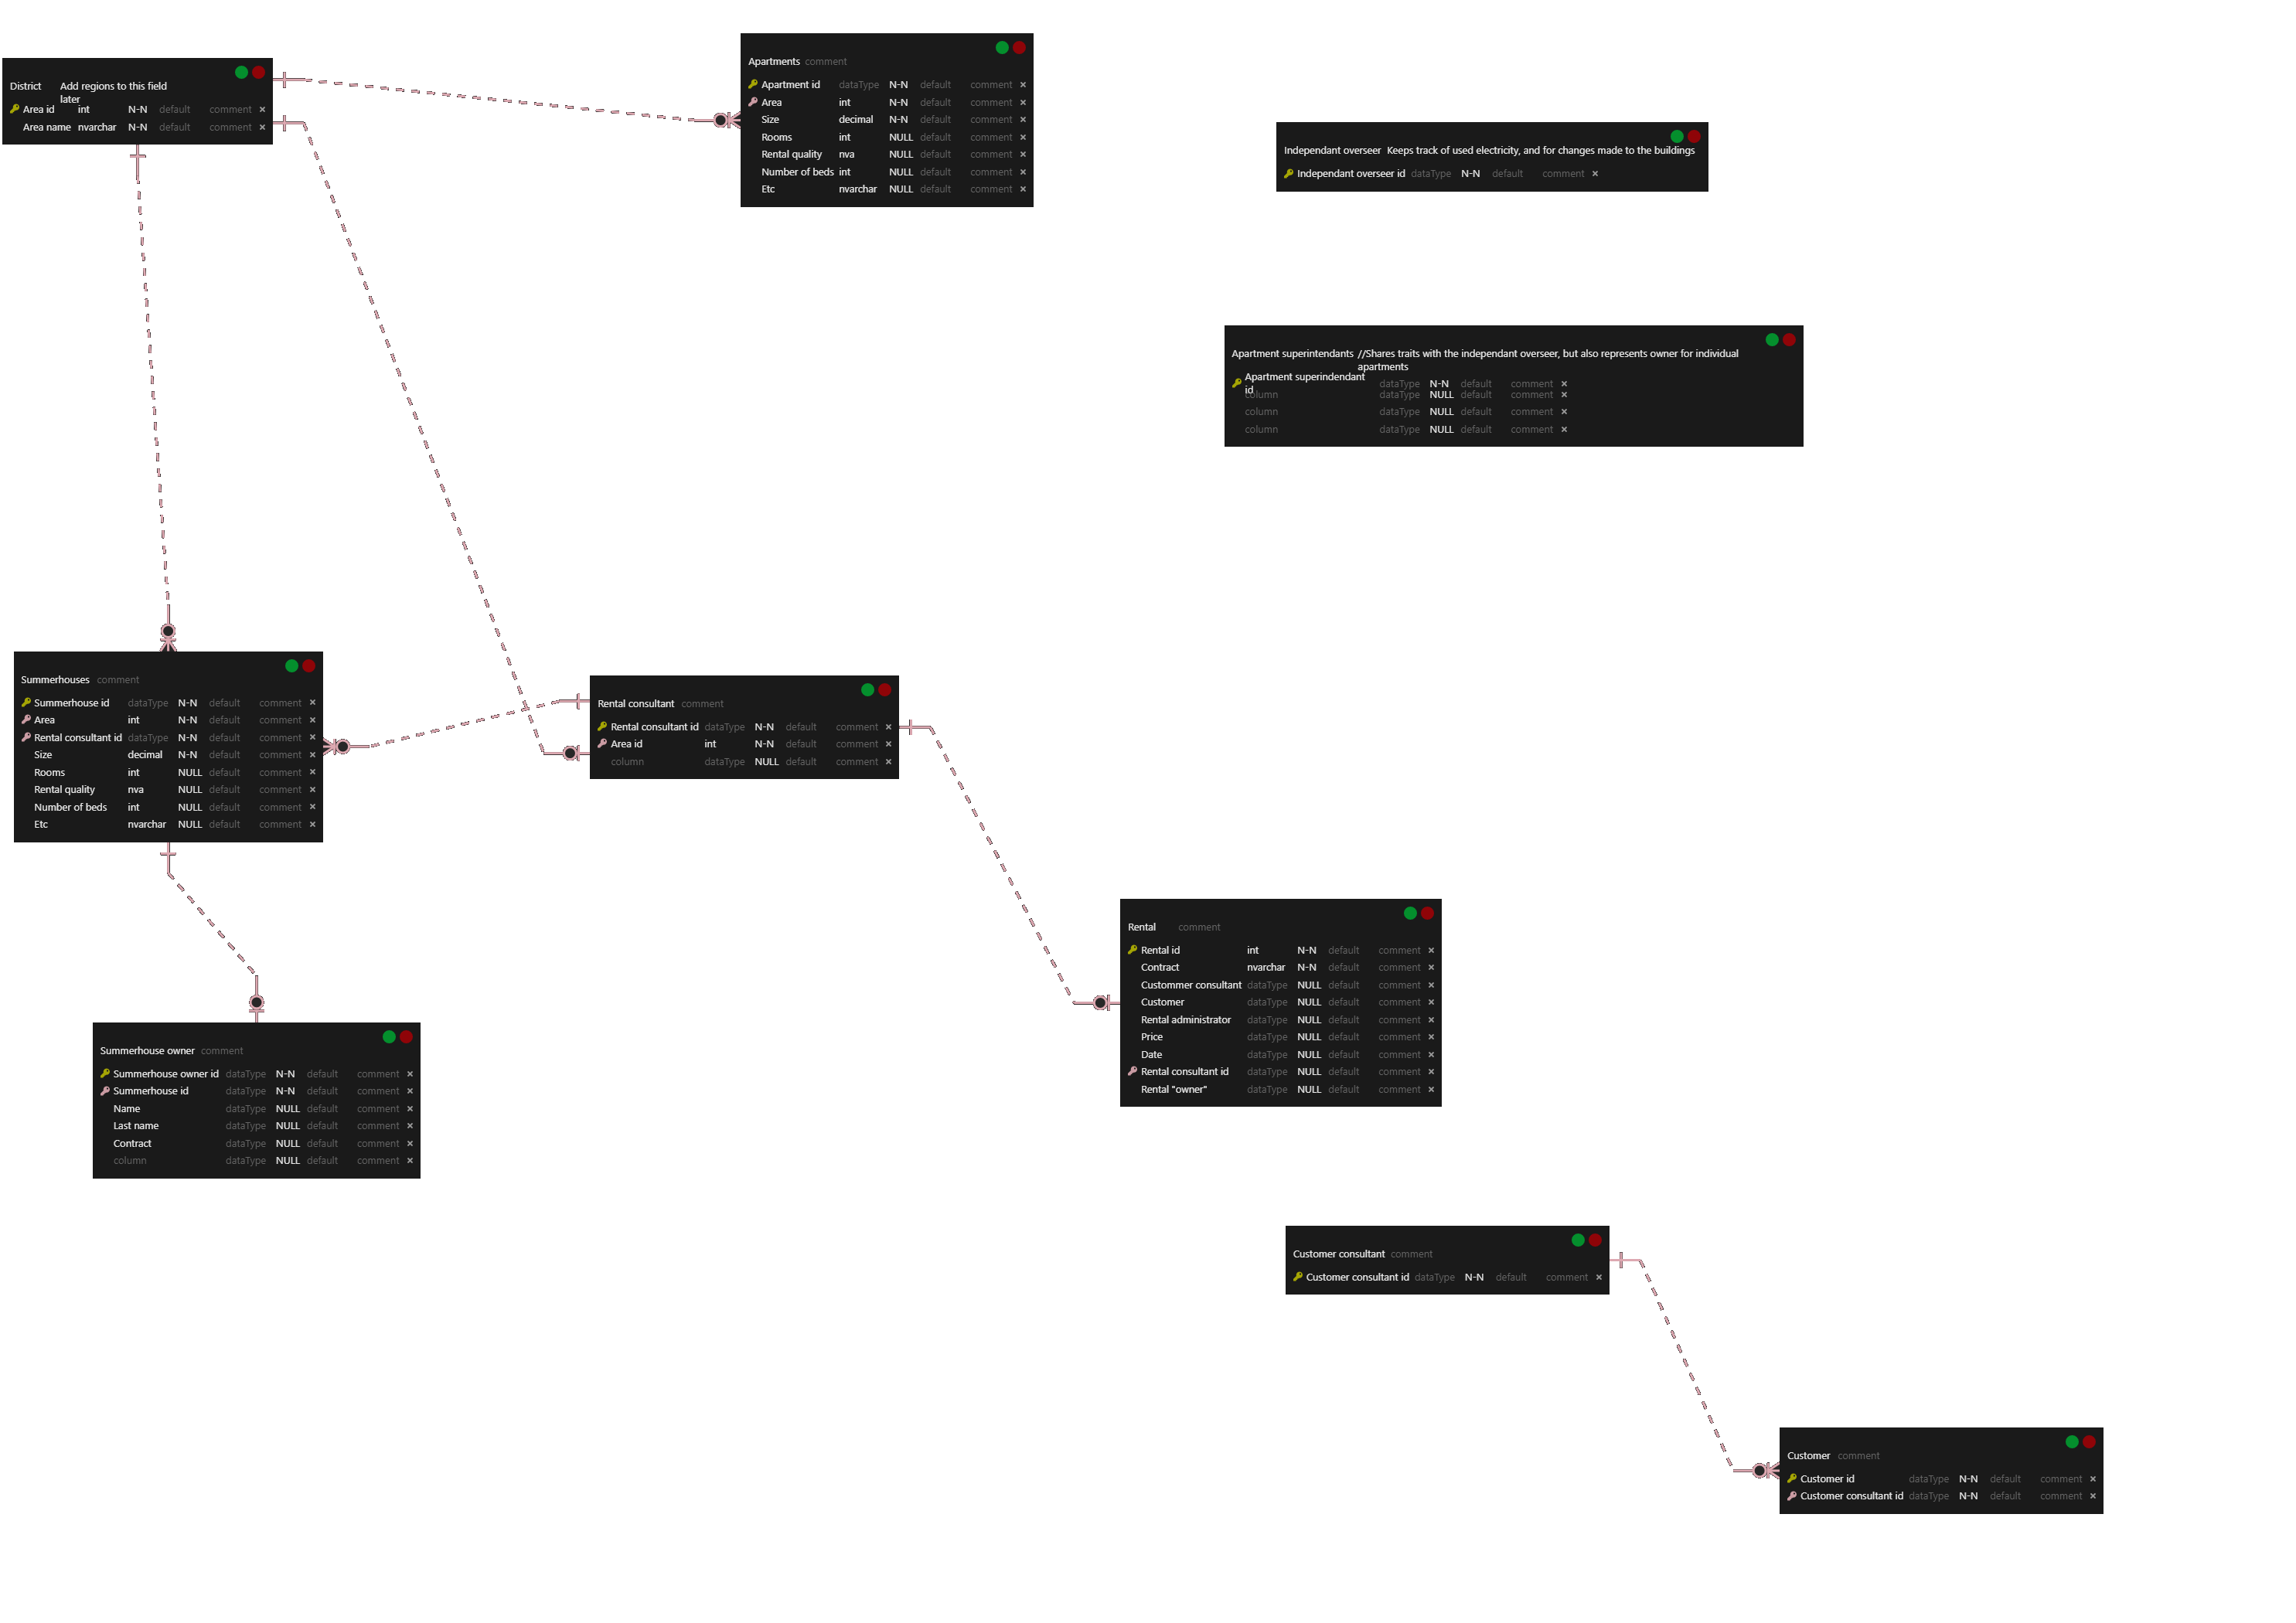 District Add regions to this field
later
Area id int N-N default comment ×
Area name nvarchar N-N default comment ×
Apartments comment
Apartment id dataType N-N default comment ×
Area int N-N default comment ×
Size decimal N-N default comment ×
Rooms int NULL default comment ×
Rental quality nva NULL default comment ×
Number of beds int NULL default comment ×
Etc nvarchar NULL default comment ×
Independant overseer Keeps track of used electricity, and for changes made to the buildings
Independant overseer id dataType N-N default comment ×
Apartment superintendants //Shares traits with the independant overseer, but also represents owner for individual
apartments
Apartment superindendant
id dataType N-N default comment ×
column dataType NULL default comment ×
column dataType NULL default comment ×
column dataType NULL default comment ×
Summerhouses comment
Summerhouse id dataType N-N default comment ×
Area int N-N default comment ×
Rental consultant id dataType N-N default comment ×
Size decimal N-N default comment ×
Rooms int NULL default comment ×
Rental quality nva NULL default comment ×
Number of beds int NULL default comment ×
Etc nvarchar NULL default comment ×
Rental consultant comment
Rental consultant id dataType N-N default comment ×
Area id int N-N default comment ×
column dataType NULL default comment ×
Rental comment
Rental id int N-N default comment ×
Contract nvarchar N-N default comment ×
Custommer consultant dataType NULL default comment ×
Customer dataType NULL default comment ×
Rental administrator dataType NULL default comment ×
Price dataType NULL default comment ×
Date dataType NULL default comment ×
Rental consultant id dataType NULL default comment ×
Rental "owner" dataType NULL default comment ×
Summerhouse owner comment
Summerhouse owner id dataType N-N default comment ×
Summerhouse id dataType N-N default comment ×
Name dataType NULL default comment ×
Last name dataType NULL default comment ×
Contract dataType NULL default comment ×
column dataType NULL default comment ×
Customer consultant comment
Customer consultant id dataType N-N default comment ×
Customer comment
Customer id dataType N-N default comment ×
Customer consultant id dataType N-N default comment ×